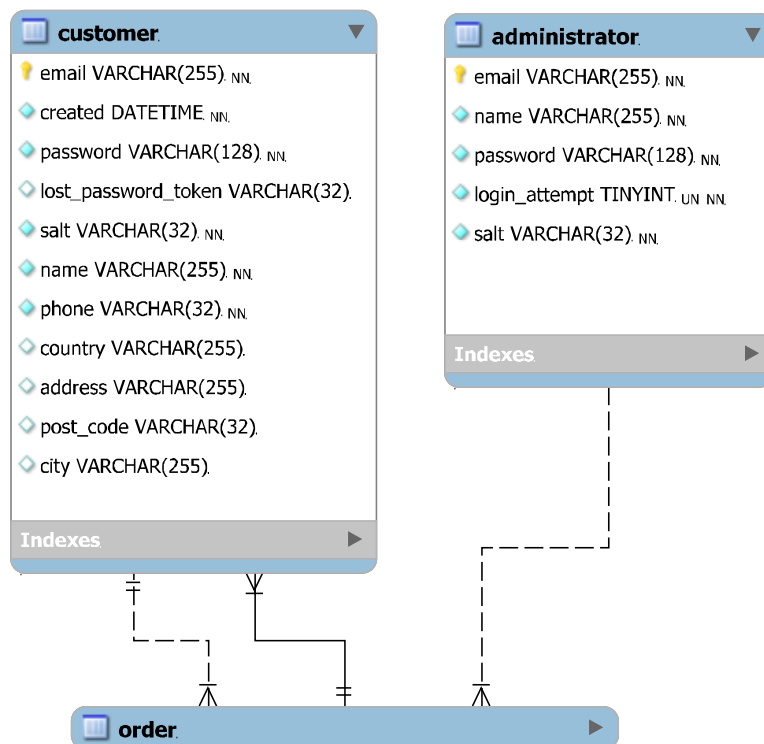 customer
email VARCHAR(255) NN
created DATETIME NN
password VARCHAR(128) NN
lost_password_token VARCHAR(32)
salt VARCHAR(32) NN
name VARCHAR(255) NN
phone VARCHAR(32) NN
country VARCHAR(255)
address VARCHAR(255)
post_code VARCHAR(32)
city VARCHAR(255)
Indexes
administrator
email VARCHAR(255) NN
name VARCHAR(255) NN
password VARCHAR(128) NN
login_attempt TINYINT UN NN
salt VARCHAR(32) NN
Indexes
order